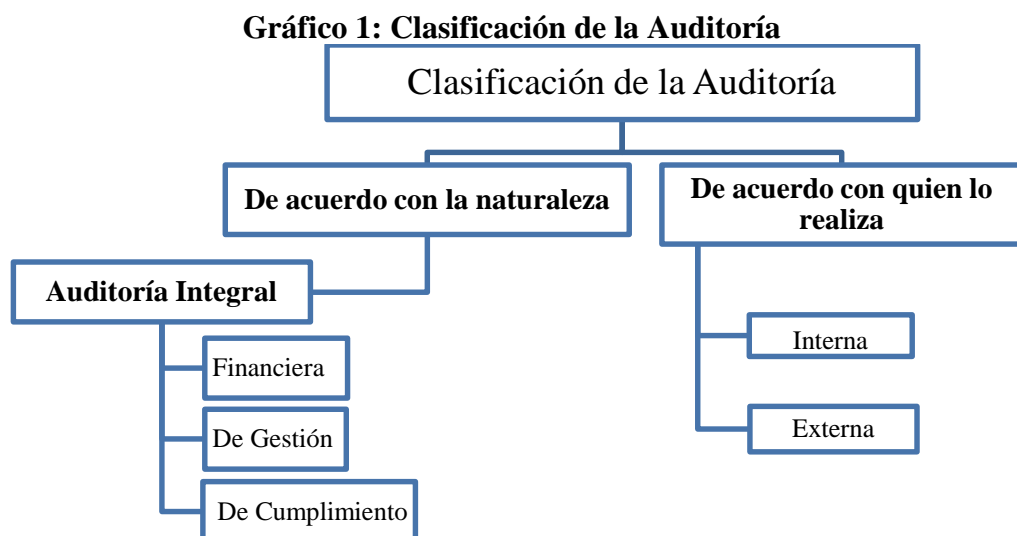 Gráfico 1: Clasificación de la Auditoría
Clasificación de la Auditoría
De acuerdo con la naturaleza
De acuerdo con quien lo
realiza
Auditoría Integral
Financiera
De Gestión
De Cumplimiento
Interna
Externa